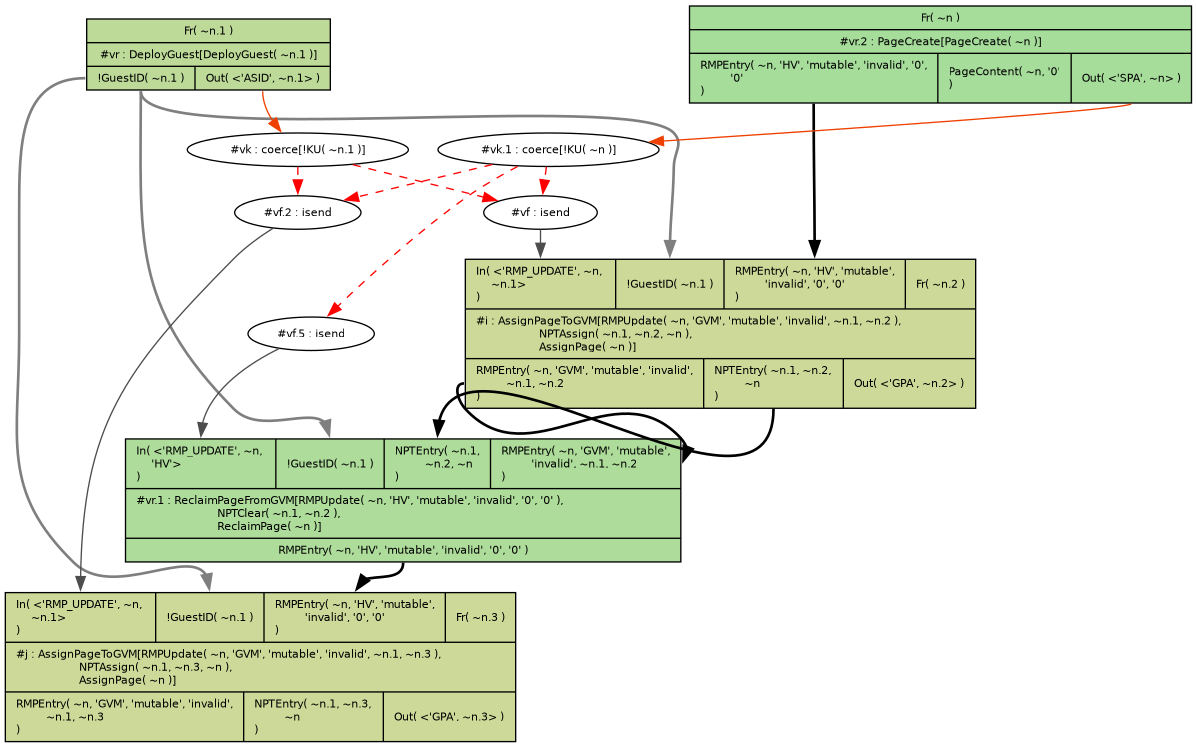 Fr( ~n.1 )
#vr : DeployGuest[DeployGuest( ~n.1 )]
!GuestID( ~n.1 )
Out( <'ASID', ~n.1> )
Fr( ~n )
#vr.2 : PageCreate[PageCreate( ~n )]
RMPEntry( ~n, 'HV', 'mutable', 'invalid', '0',
'0'
)
PageContent( ~n, '0'
)
Out( <'SPA', ~n> )
#vk : coerce[!KU( ~n.1 )]
#vk.1 : coerce[!KU( ~n )]
#vf.2 : isend
#vf : isend
In( <'RMP_UPDATE', ~n,
~n.1>
)
!GuestID( ~n.1 )
RMPEntry( ~n, 'HV', 'mutable',
'invalid', '0', '0'
)
Fr( ~n.2 )
#i : AssignPageToGVM[RMPUpdate( ~n, 'GVM', 'mutable', 'invalid', ~n.1, ~n.2 ),
NPTAssign( ~n.1, ~n.2, ~n ),
AssignPage( ~n )]
RMPEntry( ~n, 'GVM', 'mutable', 'invalid',
~n.1, ~n.2
)
NPTEntry( ~n.1, ~n.2,
~n
)
Out( <'GPA', ~n.2> )
#vf.5 : isend
In( <'RMP_UPDATE', ~n,
'HV'>
)
!GuestID( ~n.1 )
NPTEntry( ~n.1,
~n.2, ~n
)
RMPEntry( ~n, 'GVM', 'mutable',
'invalid', ~n.1, ~n.2
)
#vr.1 : ReclaimPageFromGVM[RMPUpdate( ~n, 'HV', 'mutable', 'invalid', '0', '0' ),
NPTClear( ~n.1, ~n.2 ),
ReclaimPage( ~n )]
RMPEntry( ~n, 'HV', 'mutable', 'invalid', '0', '0' )
In( <'RMP_UPDATE', ~n,
~n.1>
)
!GuestID( ~n.1 )
RMPEntry( ~n, 'HV', 'mutable',
'invalid', '0', '0'
)
Fr( ~n.3 )
#j : AssignPageToGVM[RMPUpdate( ~n, 'GVM', 'mutable', 'invalid', ~n.1, ~n.3 ),
NPTAssign( ~n.1, ~n.3, ~n ),
AssignPage( ~n )]
RMPEntry( ~n, 'GVM', 'mutable', 'invalid',
~n.1, ~n.3
)
NPTEntry( ~n.1, ~n.3,
~n
)
Out( <'GPA', ~n.3> )